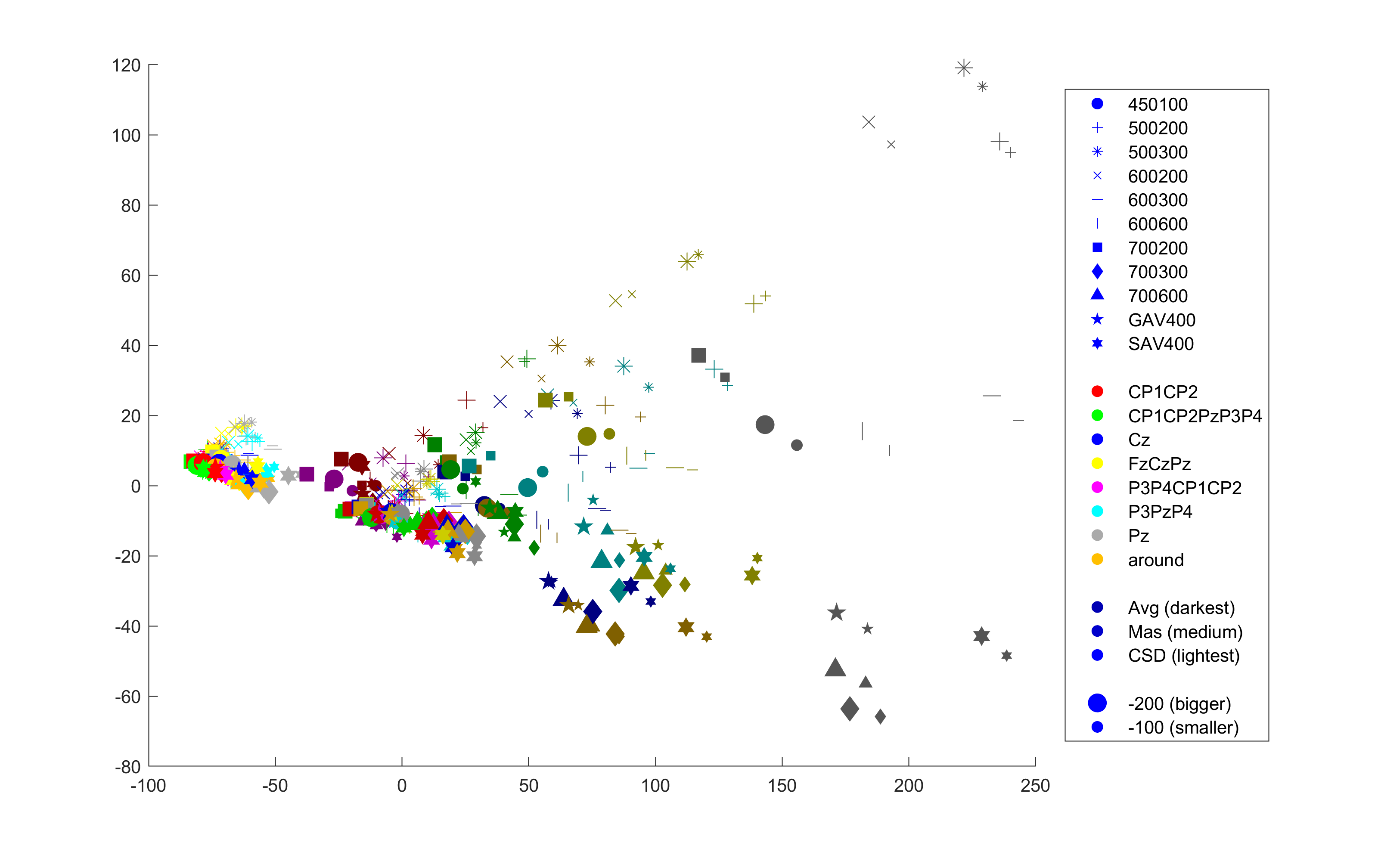 120
100
80
60
40
20
0
-20
-40
-60
-80
-100
-50
0
50
100
150
200
250
450100
500200
500300
600200
600300
600600
700200
700300
700600
GAV400
SAV400
CP1CP2
CP1CP2PzP3P4
Cz
FzCzPz
P3P4CP1CP2
P3PzP4
Pz
around
Avg (darkest)
Mas (medium)
CSD (lightest)
-200 (bigger)
-100 (smaller)